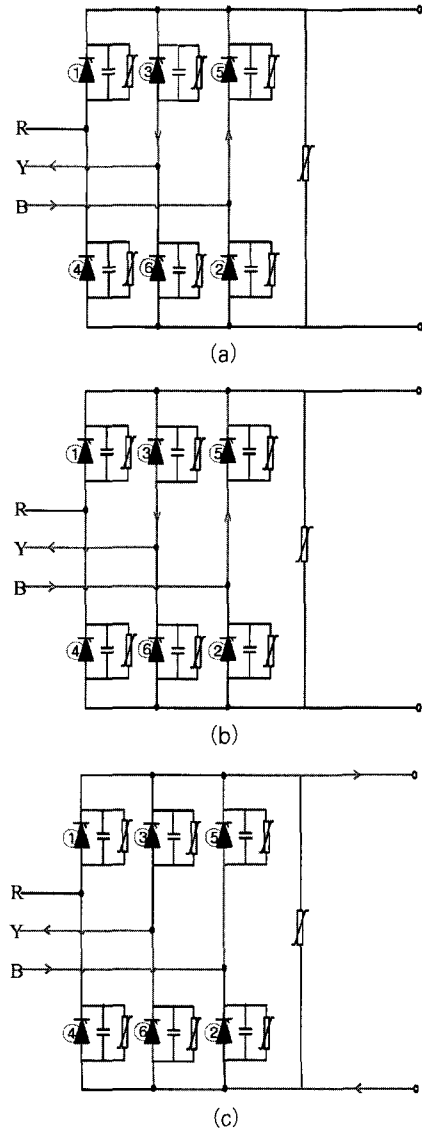 ① ③ ⑤
R
Y
B
④ ⑥ ②
(a)
① ③ ⑤
R
Y
B
④ ⑥ ②
(b)
① ③ ⑤
R
Y
B
④ ⑥ ②
(c)